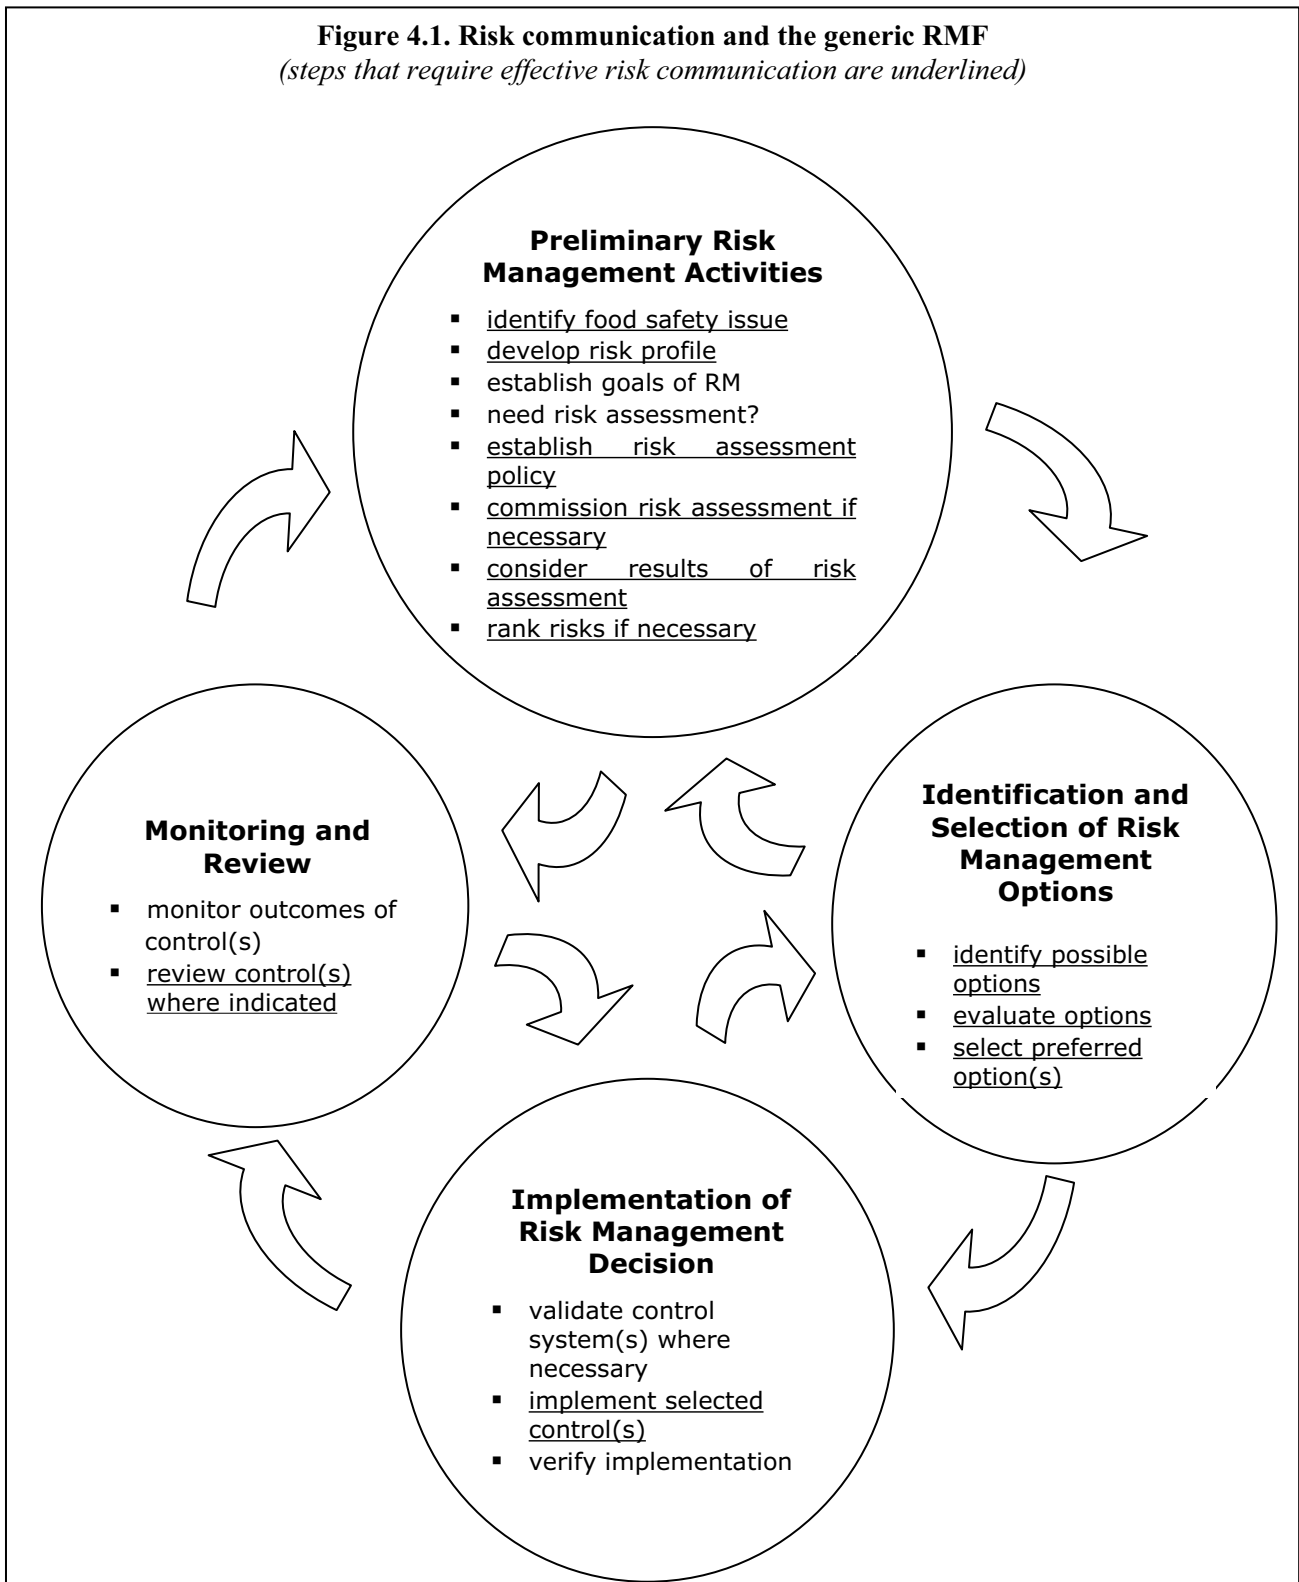 Figure 4.1. Risk communication and the generic RMF
(steps that require effective risk communication are underlined)
Preliminary Risk
Management Activities
▪ identify food safety issue
▪ develop risk profile
▪ establish goals of RM
▪ need risk assessment?
▪ establish risk assessment
policy
▪ commission risk assessment if
necessary
▪ consider results of risk
assessment
▪ rank risks if necessary
Monitoring and
Review
▪ monitor outcomes of
control(s)
▪ review control(s)
where indicated
Identification and
Selection of Risk
Management
Options
▪ identify possible
options
▪ evaluate options
▪ select preferred
option(s)
Implementation of
Risk Management
Decision
▪ validate control
system(s) where
necessary
▪ implement selected
control(s)
▪ verify implementation